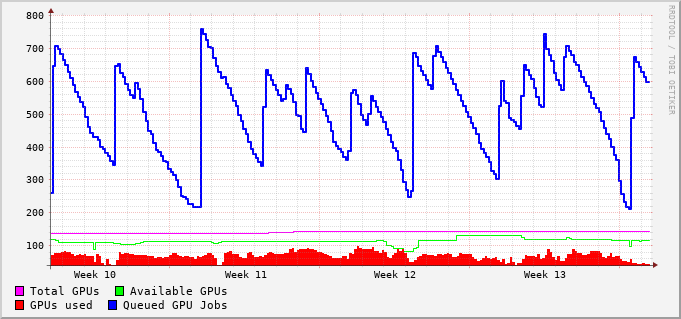 800
700
600
500
400
300
200
100
Week 10 Week 11 Week 12 Week 13
Total GPUs Available GPUs
GPUs used Queued GPU Jobs
RRDTOOL / TOBI OETIKER